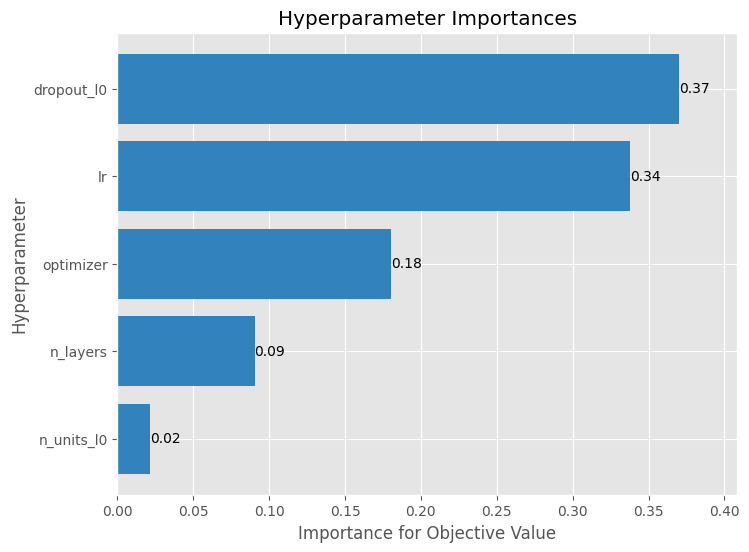 Hyperparameter Importances
Hyperparameter
dropout_l0
0.37
lr
0.34
optimizer
0.18
n_layers
0.09
n_units_l0
0.02
0.00 0.05 0.10 0.15 0.20 0.25 0.30 0.35 0.40
Importance for Objective Value